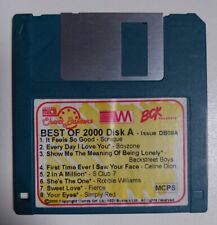 Chart Busters
BGK
BEST OF 2000 Disk A - Issue DB08A
1. It Feels So Good - Sonique
2. Every Day I Love You* - Boyzone
3. Show Me The Meaning Of Being Lonely*
Backstreet Boys
4. First Time Ever I Saw Your Face - Celine Dion
5. 2 In A Million* - S Club 7
6. She's The One* - Robbie Williams
7. Sweet Love* - Fierce
8. Your Eyes* - Simply Red
MCPS